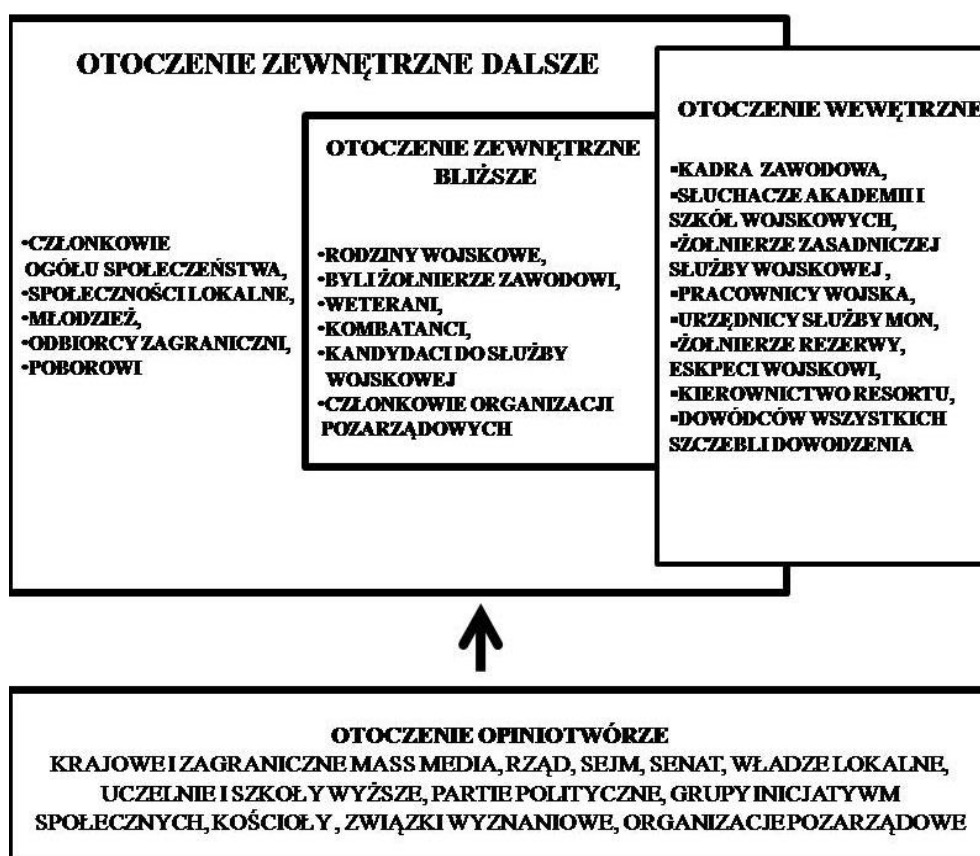 OTOCZENIE ZEWNĘTRZNE DALSZE
•CZŁONKOWIE
OGÓŁU SPOŁECZEŃSTWA,
•SPOŁECZNOŚCI LOKALNE,
•MŁODZIEŻ,
•ODBIORCY ZAGRANICZNI,
•POBOROWI
OTOCZENIE ZEWNĘTRZNE
BLIŻSZE
•RODZINY WOJSKOWE,
•BYLI ŻOŁNIERZE ZAWODOWI,
•WETERANI,
•KOMBATANCI,
•KANDYDACI DO SŁUŻBY
WOJSKOWEJ
•CZŁONKOWIE ORGANIZACJI
POZARZĄDOWYCH
OTOCZENIE WEWĘTRZNE
▪KADRA ZAWODOWA,
▪SŁUCHACZE AKADEMII I
SZKÓŁ WOJSKOWYCH,
▪ŻOŁNIERZE ZASADNICZEJ
SŁUŻBY WOJSKOWEJ ,
▪PRACOWNICY WOJSKA,
▪URZĘDNICY SŁUŻBY MON,
▪ŻOŁNIERZE REZERWY,
ESKPECI WOJSKOWI,
▪KIEROWNICTWO RESORTU,
▪DOWÓDCÓW WSZYSTKICH
SZCZEBLI DOWODZENIA
OTOCZENIE OPINIOTWÓRZE
KRAJOWE I ZAGRANICZNE MASS MEDIA, RZĄD, SEJM, SENAT, WŁADZE LOKALNE,
UCZELNIE I SZKOŁY WYŻSZE, PARTIE POLITYCZNE, GRUPY INICJATYWM
SPOŁECZNYCH, KOŚCIOŁY , ZWIĄZKI WYZNANIOWE, ORGANIZACJE POZARZĄDOWE